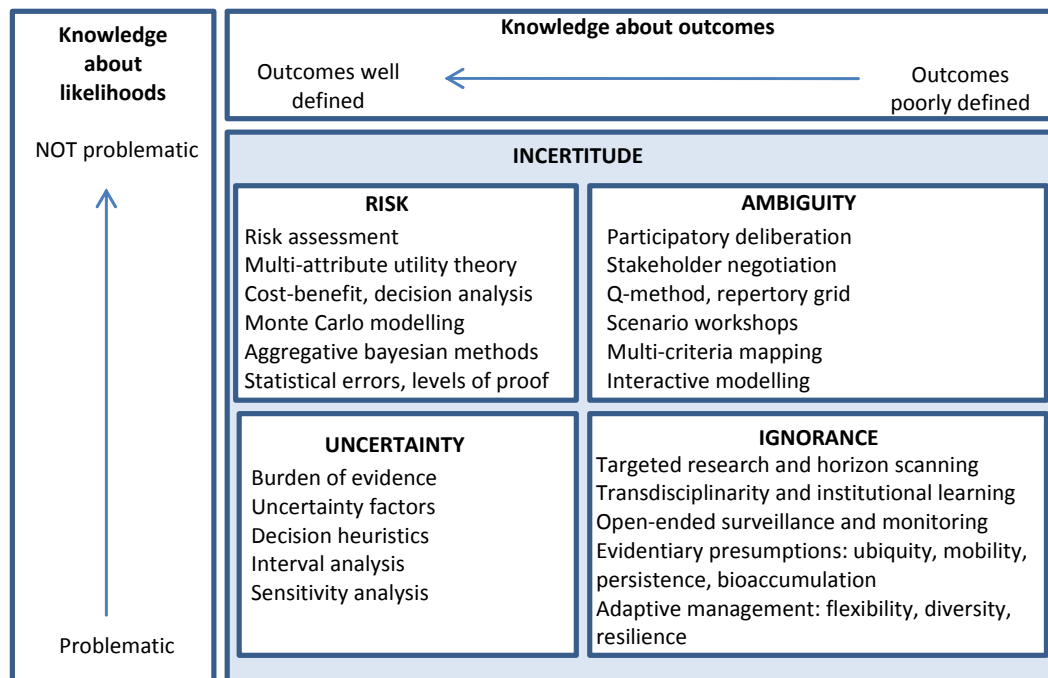 Knowledge
about
likelihoods
NOT problematic
Problematic
Knowledge about outcomes
Outcomes well
defined
Outcomes
poorly defined
INCERTITUDE
RISK
Risk assessment
Multi-attribute utility theory
Cost-benefit, decision analysis
Monte Carlo modelling
Aggregative bayesian methods
Statistical errors, levels of proof
AMBIGUITY
Participatory deliberation
Stakeholder negotiation
Q-method, repertory grid
Scenario workshops
Multi-criteria mapping
Interactive modelling
UNCERTAINTY
Burden of evidence
Uncertainty factors
Decision heuristics
Interval analysis
Sensitivity analysis
IGNORANCE
Targeted research and horizon scanning
Transdisciplinarity and institutional learning
Open-ended surveillance and monitoring
Evidentiary presumptions: ubiquity, mobility,
persistence, bioaccumulation
Adaptive management: flexibility, diversity,
resilience